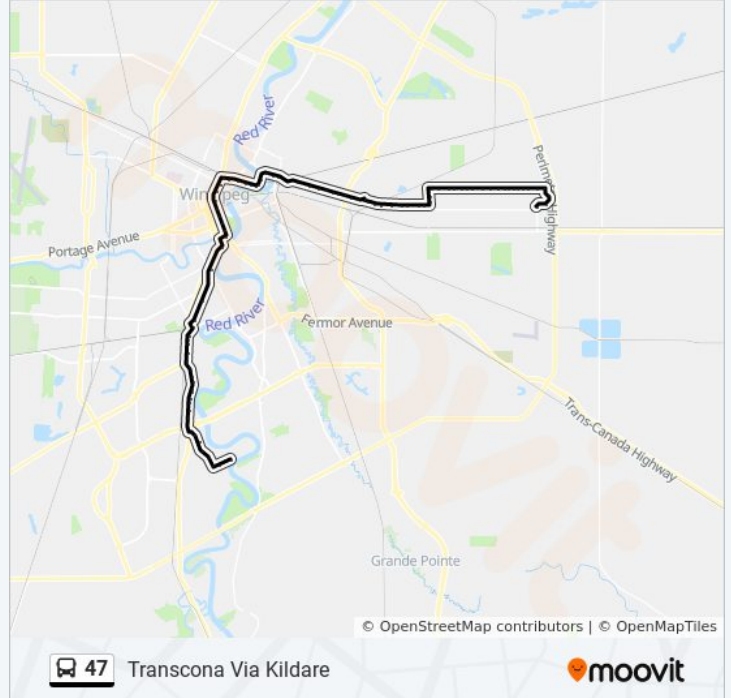 Red River
Perimeter Highway
Winnipeg
Portage Avenue
Red River
Fermor Avenue
Trans-Canada Highway
Grande Pointe
© OpenStreetMap contributors | © OpenMapTiles
47 Transcona Via Kildare
moovit